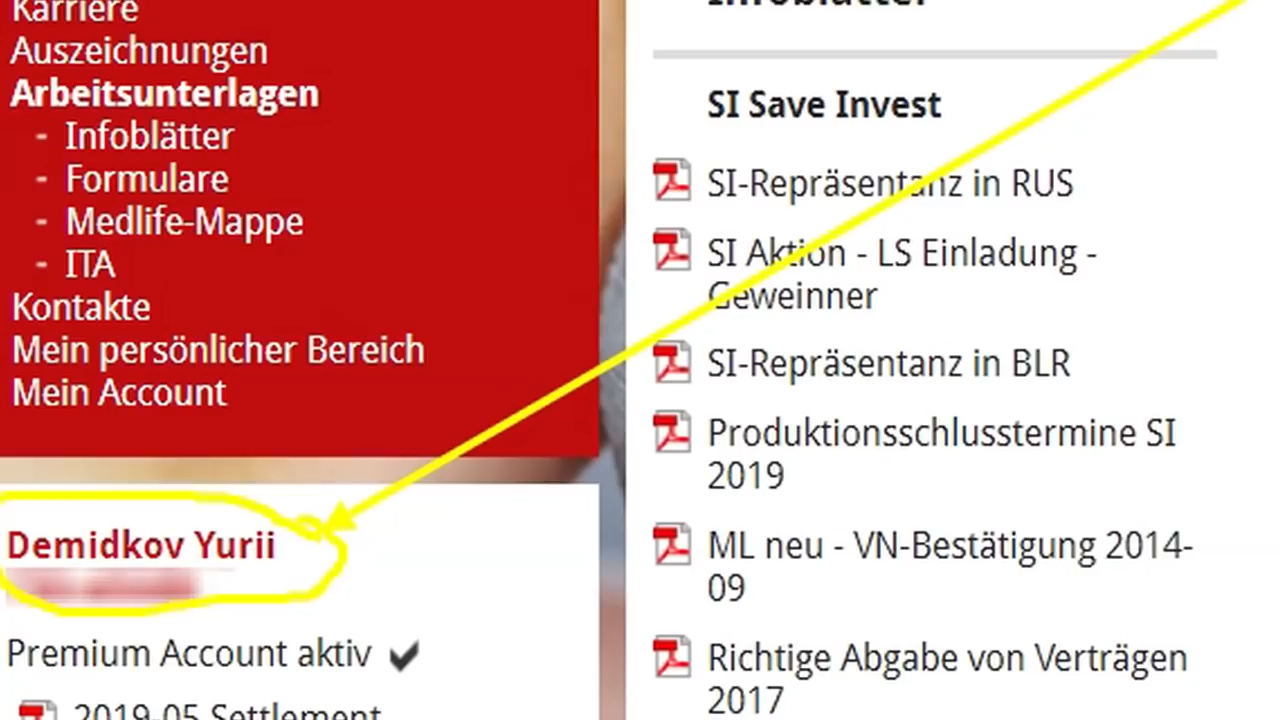 Karriere
Auszeichnungen
Arbeitsunterlagen
- Infoblätter
- Formulare
- Medlife-Mappe
- ITA
Kontakte
Mein persönlicher Bereich
Mein Account
Demidkov Yurii
Premium Account aktiv
2019-05 Settlement
Infoblätter
SI Save Invest
SI-Repräsentanz in RUS
SI Aktion - LS Einladung -
Geweinner
SI-Repräsentanz in BLR
Produktionsschlusstermine SI
2019
ML neu - VN-Bestätigung 2014-
09
Richtige Abgabe von Verträgen
2017